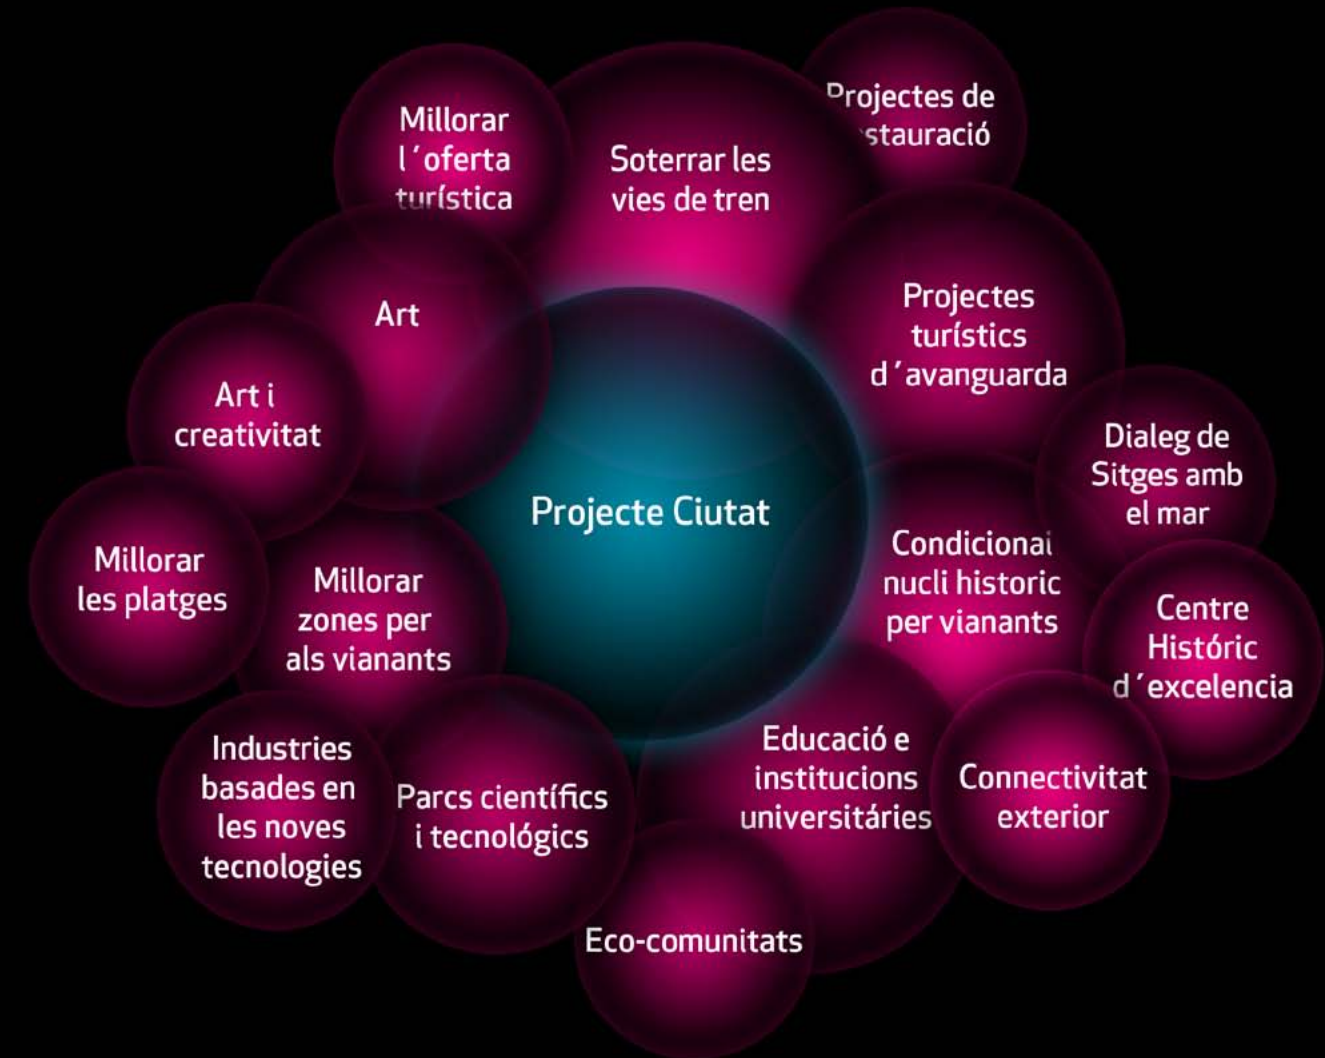 Projectes de
stauració
Millorar
l´oferta
turística
Soterrar les
vies de tren
Art
Projectes
turístics
d´avanguarda
Art i
creativitat
Dialeg de
Sitges amb
el mar
Projecte Ciutat
Millorar
les platges
Millorar
zones per
als vianants
Condicionai
nucli historic
per vianants
Centre
Históric
d´excelencia
Industries
basades en
les noves
tecnologies
Parcs científics
i tecnológics
Educació e
institucions
universitáries
Connectivitat
exterior
Eco-comunitats